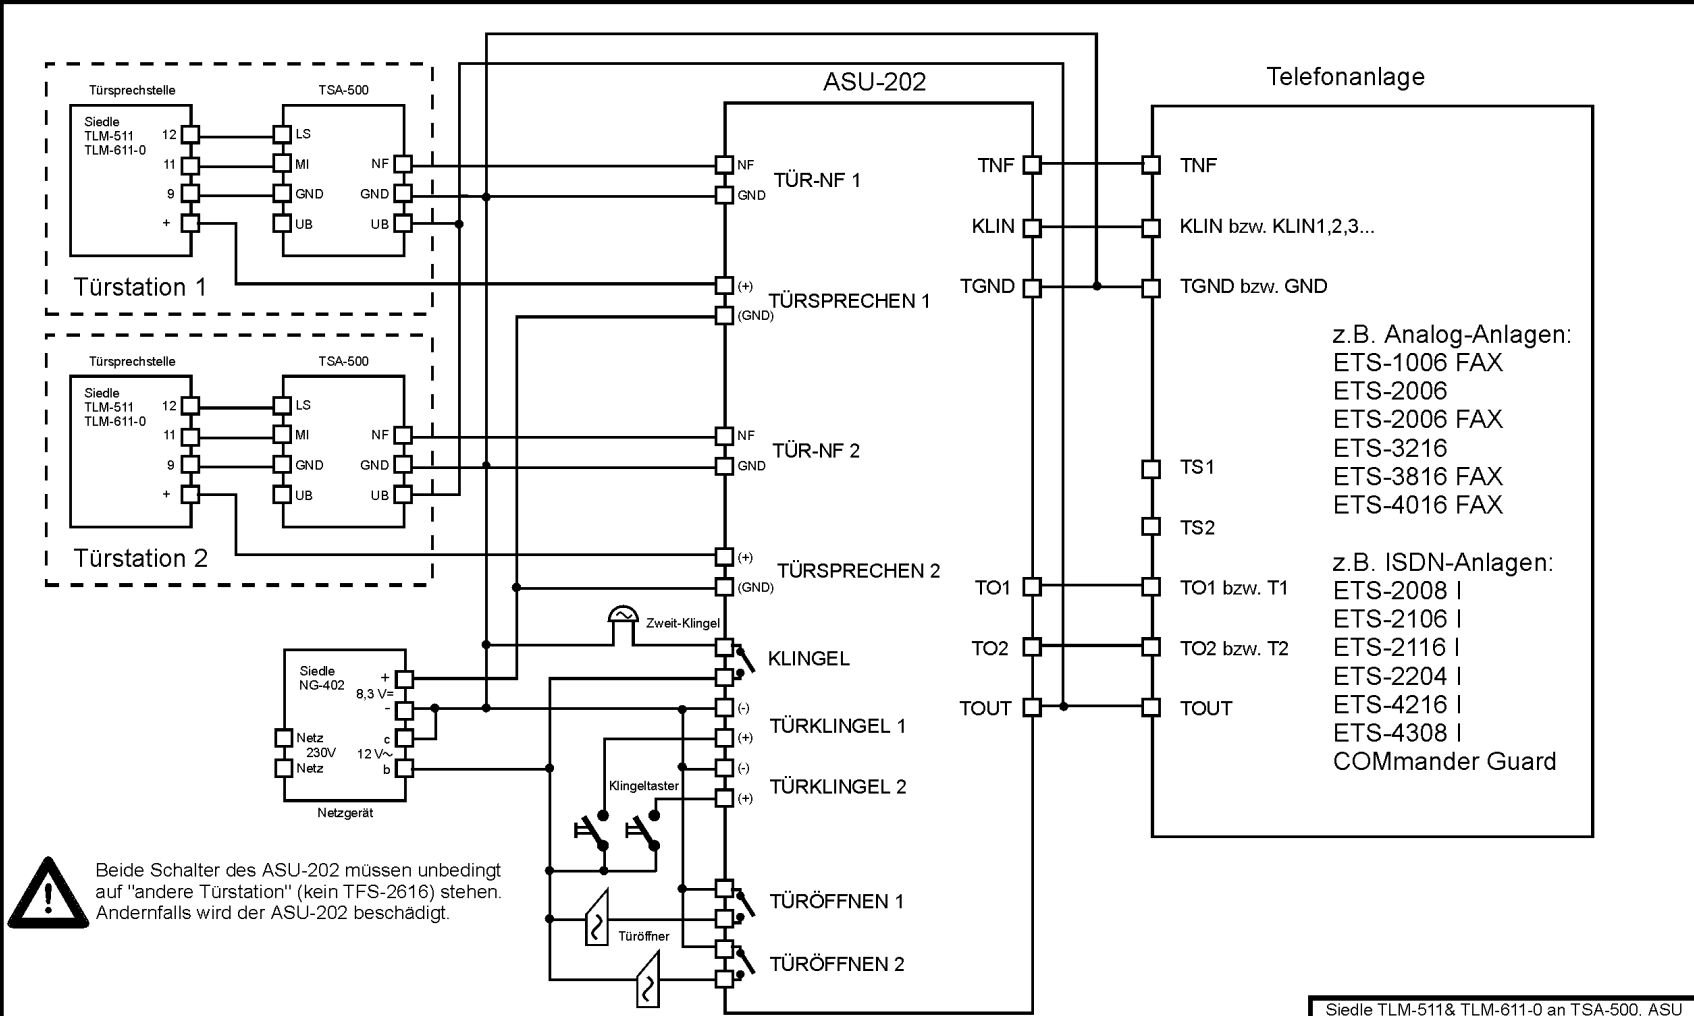 ASU-202
Telefonanlage
Türsprechstelle
TSA-500
Siedle
TLM-511
TLM-611-0
12
11
9
+
LS
MI
GND
UB
NF
GND
UB
Türstation 1
Türsprechstelle
TSA-500
Siedle
TLM-511
TLM-611-0
12
11
9
+
LS
MI
GND
UB
NF
GND
UB
Türstation 2
Siedle
NG-402
+
8,3 V=
-
c
12 V~
b
Netz
230V
Netz
Netzgerät
Zweit-Klingel
Klingeltaster
Türöffner
NF
GND
TÜR-NF 1
(+)
(GND)
TÜRSPRECHEN 1
NF
GND
TÜR-NF 2
(+)
(GND)
TÜRSPRECHEN 2
KLINGEL
(-)
(+)
TÜRKLINGEL 1
(-)
(+)
TÜRKLINGEL 2
TÜRÖFFNEN 1
TÜRÖFFNEN 2
TNF
KLIN
TGND
TO1
TO2
TOUT
TNF
KLIN bzw. KLIN1,2,3...
TGND bzw. GND
TS1
TS2
TO1 bzw. T1
TO2 bzw. T2
TOUT
z.B. Analog-Anlagen:
ETS-1006 FAX
ETS-2006
ETS-2006 FAX
ETS-3216
ETS-3816 FAX
ETS-4016 FAX
z.B. ISDN-Anlagen:
ETS-2008 I
ETS-2106 I
ETS-2116 I
ETS-2204 I
ETS-4216 I
ETS-4308 I
COMmander Guard
Beide Schalter des ASU-202 müssen unbedingt
auf "andere Türstation" (kein TFS-2616) stehen.
Andernfalls wird der ASU-202 beschädigt.
Siedle TLM-511& TLM-611-0 an TSA-500, ASU